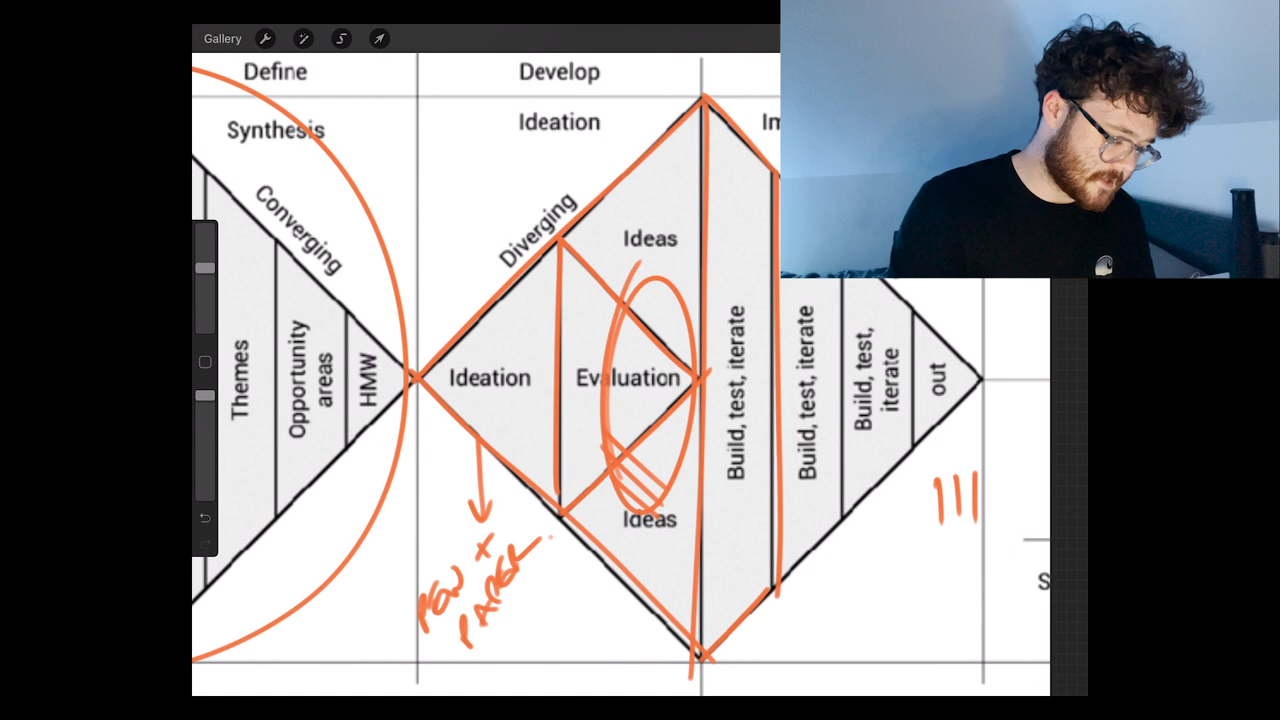 Gallery
Define
Develop
Synthesis
Ideation
Im
Converging
Diverging
Themes
Opportunity
areas
HMW
Ideation
Ideas
Evaluation
Ideas
Build, test, iterate
Build, test, iterate
Build, test,
iterate
out
PEN +
PAPER
S